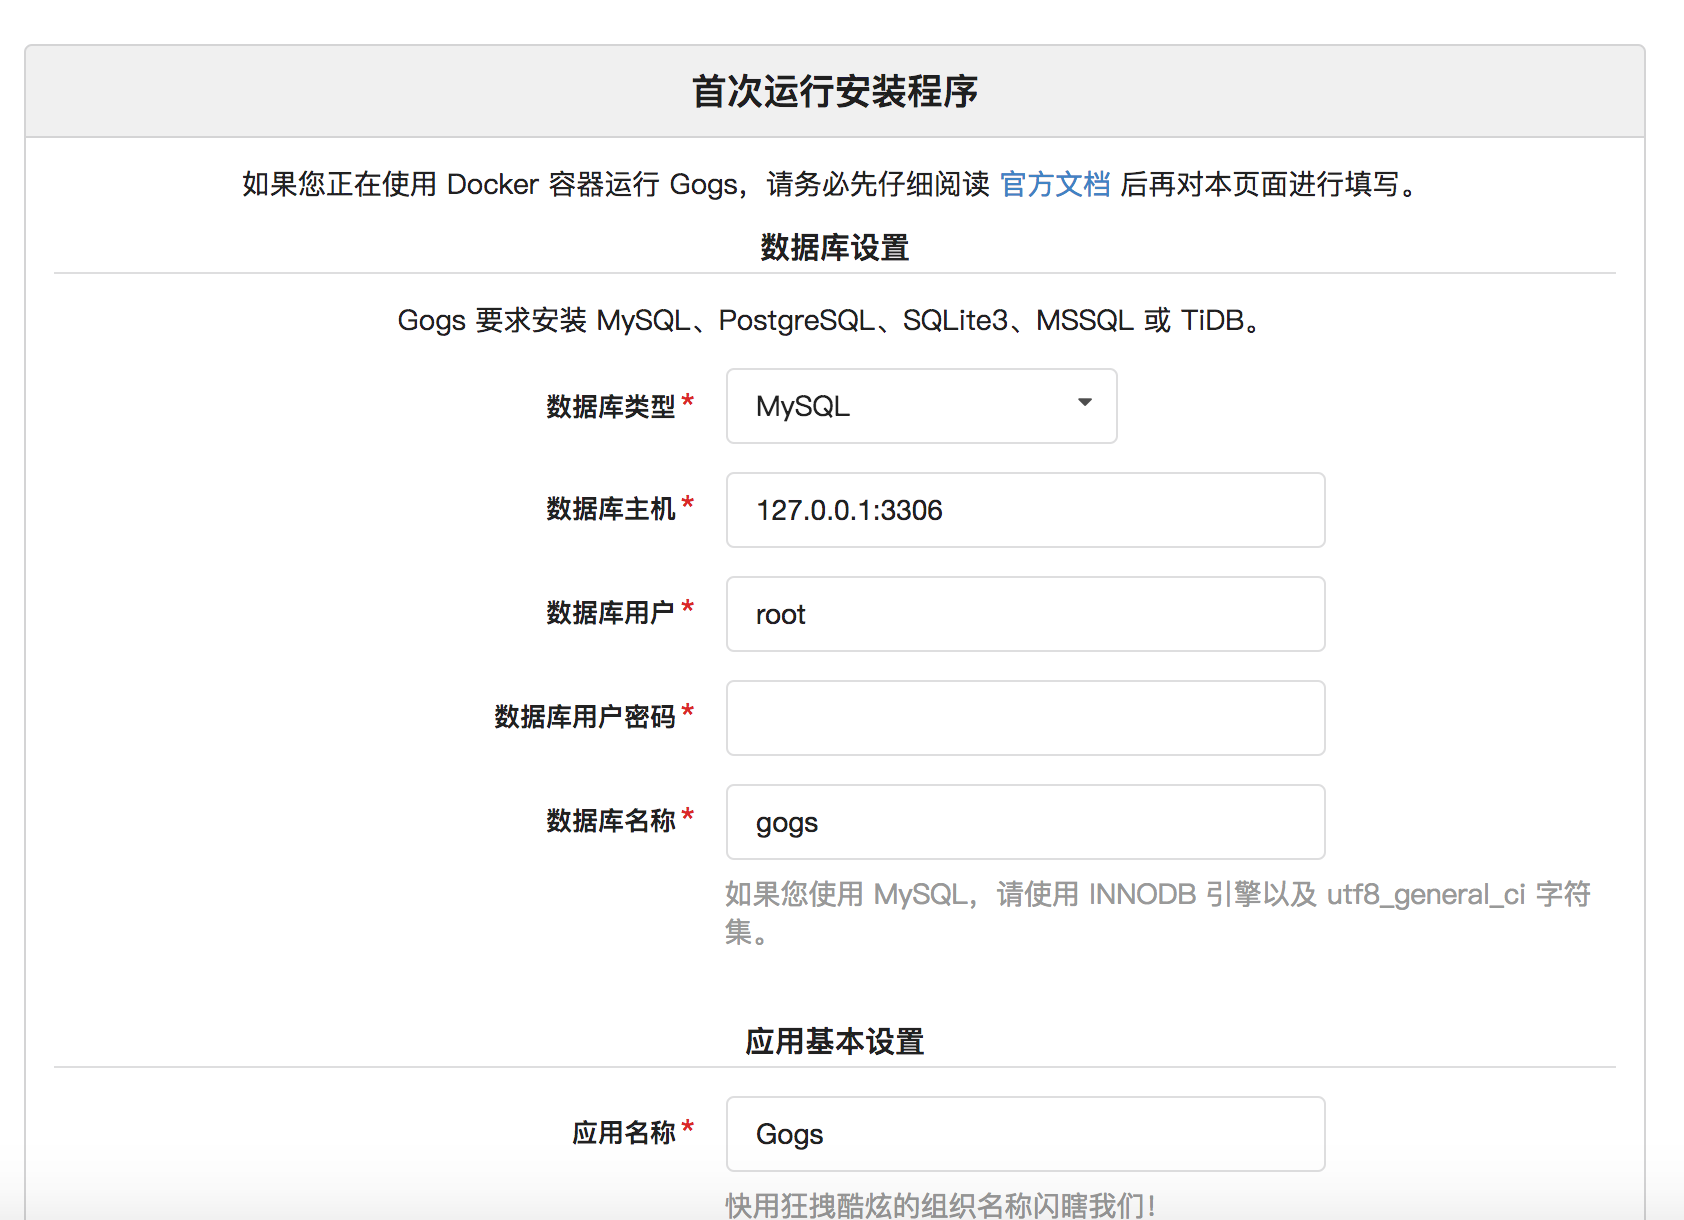 首次运行安装程序
如果您正在使用 Docker 容器运行 Gogs，请务必先仔细阅读 官方文档 后再对本页面进行填写。
数据库设置
Gogs 要求安装 MySQL、PostgreSQL、SQLite3、MSSQL 或 TiDB。
数据库类型* MySQL
数据库主机* 127.0.0.1:3306
数据库用户* root
数据库用户密码*
数据库名称* gogs
如果您使用 MySQL，请使用 INNODB 引擎以及 utf8_general_ci 字符
集。
应用基本设置
应用名称* Gogs
快用狂拽酷炫的组织名称闪瞎我们！